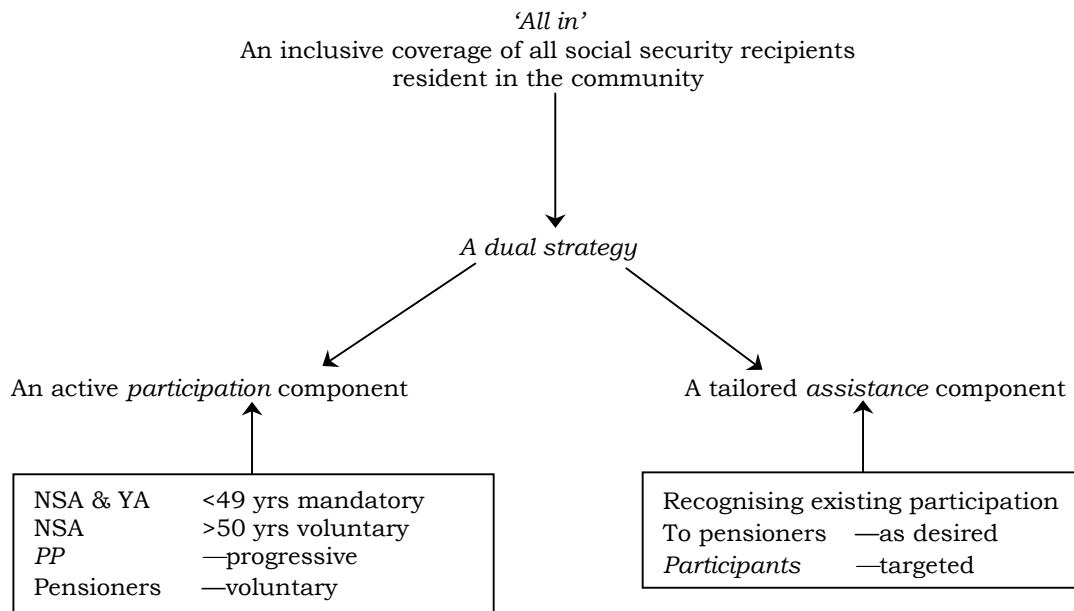 ‘All in’
An inclusive coverage of all social security recipients
resident in the community
A dual strategy
An active participation component
A tailored assistance component
NSA & YA <49 yrs mandatory
NSA >50 yrs voluntary
PP —progressive
Pensioners —voluntary
Recognising existing participation
To pensioners —as desired
Participants —targeted